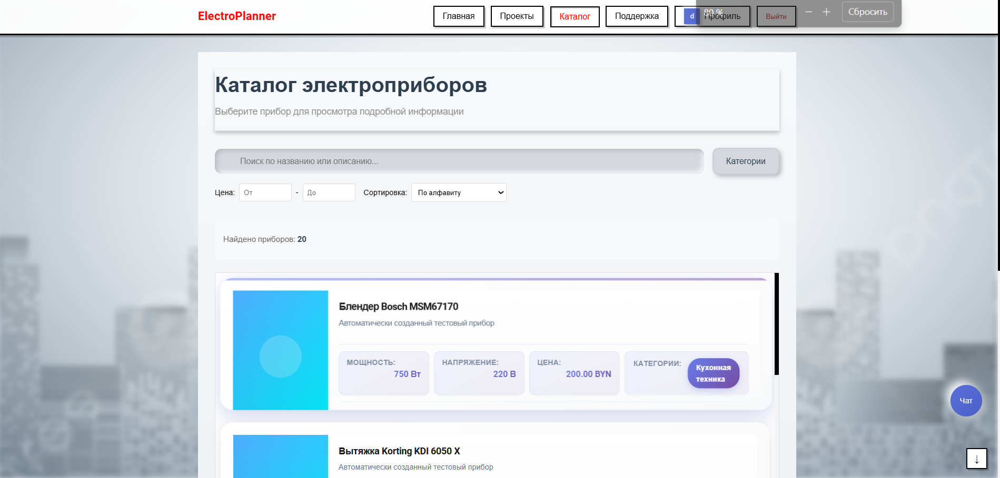 ElectroPlanner
Главная
Проекты
Каталог
Поддержка
d
Профиль
Выйти
80 %
Сбросить
Каталог электроприборов
Выберите прибор для просмотра подробной информации
Поиск по названию или описанию...
Категории
Цена: От - До Сортировка: По алфавиту
Найдено приборов: 20
Блендер Bosch MSM67170
Автоматически созданный тестовый прибор
МОЩНОСТЬ:
750 Вт
НАПРЯЖЕНИЕ:
220 В
ЦЕНА:
200.00 BYN
КАТЕГОРИИ:
Кухонная
техника
Чат
Вытяжка Korting KDI 6050 X
Автоматически созданный тестовый прибор
↓